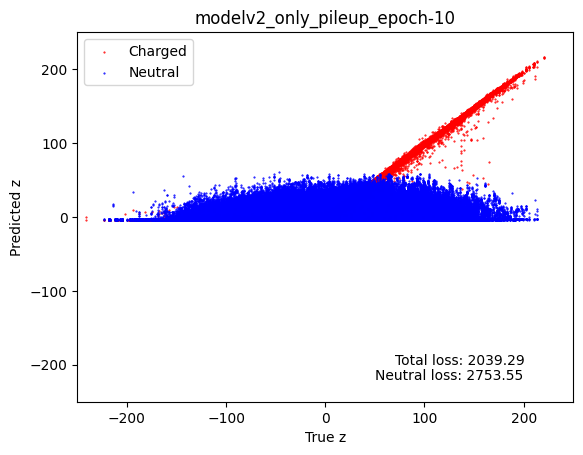 modelv2_only_pileup_epoch-10
Charged
Neutral
Predicted z
200
100
0
−100
−200
Total loss: 2039.29
Neutral loss: 2753.55
−200
−100
0
100
200
True z